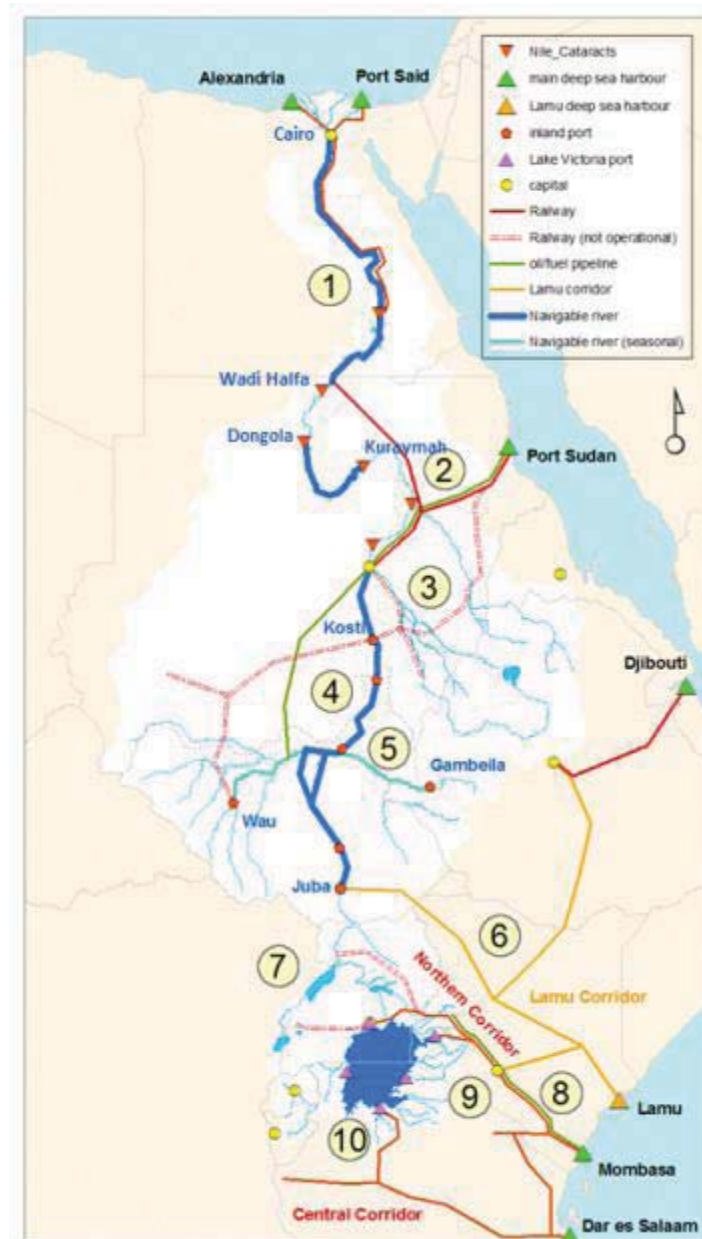 Alexandria
Port Said
Cairo
Nile_Cataracts
main deep sea harbour
Lamu deep sea harbour
inland port
Lake Victoria port
capital
Railway
Railway (not operational)
oil/fuel pipeline
Lamu corridor
Navigable river
Navigable river (seasonal)
1
Wadi Halfa
Dongola
Kuraymah
2
Port Sudan
3
Kosti
Djibouti
4
5
Gambeila
Wau
Juba
6
7
Northern Corridor
Lamu Corridor
8
9
Lamu
10
Mombasa
Central Corridor
Dar es Salaam